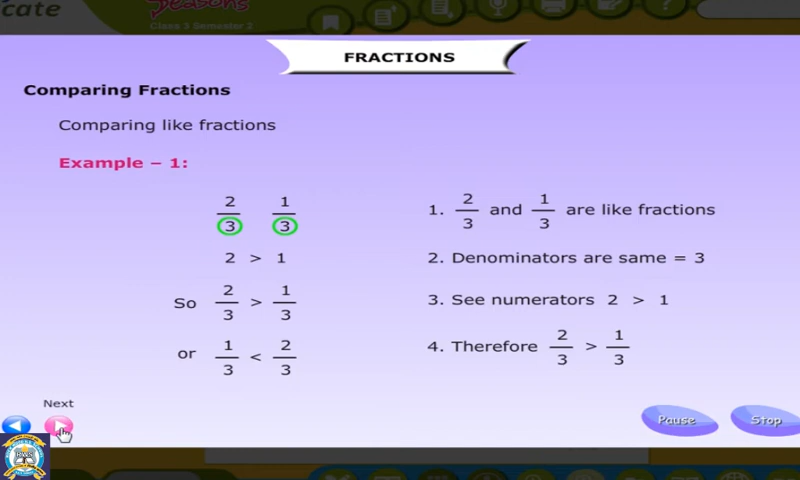 cate
Seasons
Class 3 Semester 2
?
FRACTIONS
Comparing Fractions
Comparing like fractions
Example – 1:
2/3 1/3
2 > 1
So 2/3 > 1/3
or 1/3 < 2/3
1. 2/3 and 1/3 are like fractions
2. Denominators are same = 3
3. See numerators 2 > 1
4. Therefore 2/3 > 1/3
Next
Pause
Stop